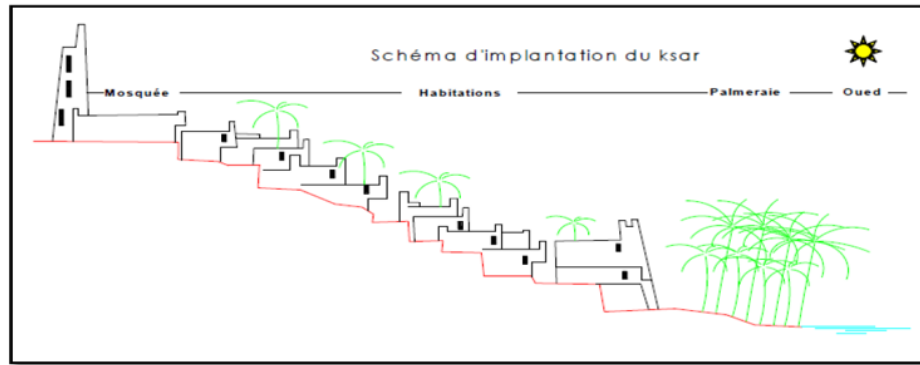 Schéma d'implantation du ksar
Mosquée Habitations Palmeraie Oued